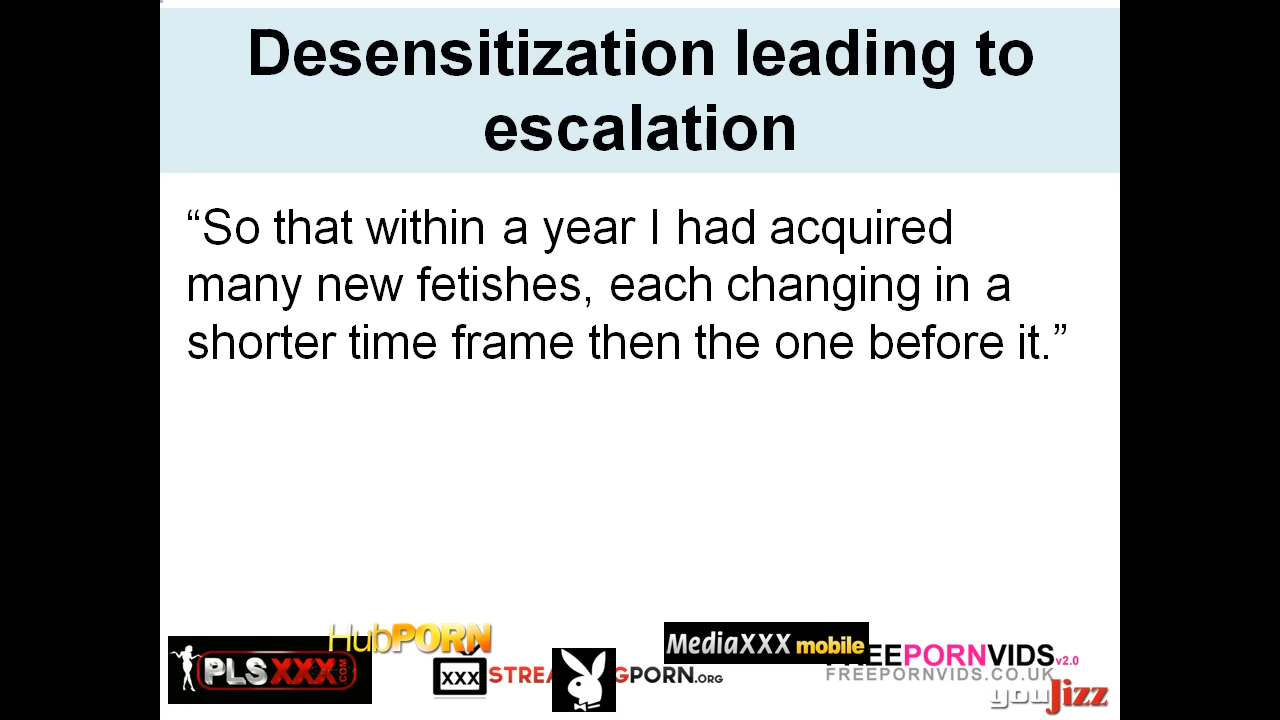 Desensitization leading to
escalation
“So that within a year I had acquired
many new fetishes, each changing in a
shorter time frame then the one before it.”
HubPORN
PLSXXX.COM
XXX
GPORN.ORG
MediaXXX mobile
FREEPORNVIDS v2.0
FREEPORNVIDS.CO.UK
youJizz